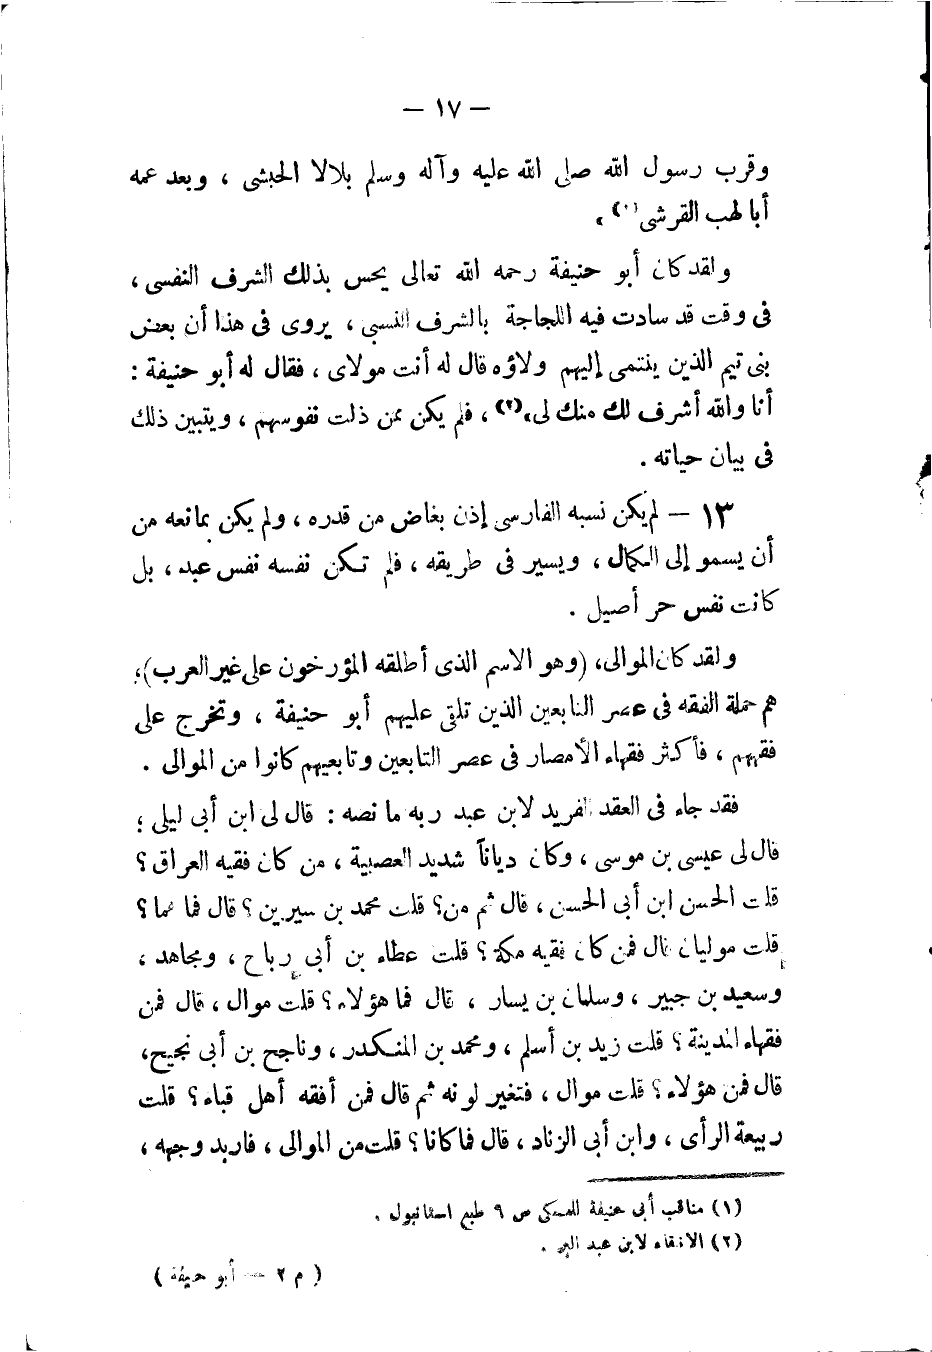 — ١٧ —
وقرب رسول الله صلى الله عليه وآله وسلم بلالا الحبشى ، وبعد عمه
أبا لهب القرشى (١) ،
ولقد كان أبو حنيفة رحمه الله تعالى يحس بذلك الشرف النفسى ،
فى وقت قد سادت فيه اللجاجة بالشرف النسبى ، يروى فى هذا أن بعض
بنى تيم الذين ينتمى إليهم ولاؤه قال له أنت مولاى ، فقال له أبو حنيفة :
أنا والله أشرف لك منك لى، (٢) ، فلم يكن ممن ذلت نفوسهم ، ويتبين ذلك
فى بيان حياته .
١٣ — لم يكن نسبه الفارسى إذن بغاض من قدره ، ولم يكن بمانعه من
أن يسمو إلى الكمال ، ويسير فى طريقه ، فلم تكن نفسه نفس عبد ، بل
كانت نفس حر أصيل .
ولقد كان الموالى، (وهو الاسم الذى أطلقه المؤرخون على غير العرب)؛
هم حملة الفقه فى عصر التابعين الذين تلقى عليهم أبو حنيفة ، وتخرج على
فقههم ، فأكثر فقهاء الأمصار فى عصر التابعين وتابعيهم كانوا من الموالى .
فقد جاء فى العقد الفريد لابن عبد ربه ما نصه : قال لى ابن أبى ليلى ؛
قال لى عيسى بن موسى ، وكان دياناً شديد العصبية ، من كان فقيه العراق ؟
قلت الحسن ابن أبى الحسن ، قال ثم من؟ قلت محمد بن سيرين ؟ قال فما هما ؟
قلت موليان قال فمن كان فقيه مكة ؟ قلت عطاء بن أبى رباح ، ومجاهد ،
وسعيد بن جبير ، وسلمان بن يسار ، قال فما هؤلاء ؟ قلت موال ، قال فمن
فقهاء المدينة ؟ قلت زيد بن أسلم ، ومحمد بن المنكدر ، وناجح بن أبى نجيح،
قال فمن هؤلاء ؟ قلت موال ، فتغير لونه ثم قال فمن أفقه أهل قباء ؟ قلت
ربيعة الرأى ، وابن أبى الزناد ، قال فما كانا ؟ قلت من الموالى ، فاربد وجهه ،
(١) مناقب أبى حنيفة للمكى ص ٩ طبع استانبول .
(٢) الانتقاء لابن عبد البر .
( م ٢ — أبو حنيفة )